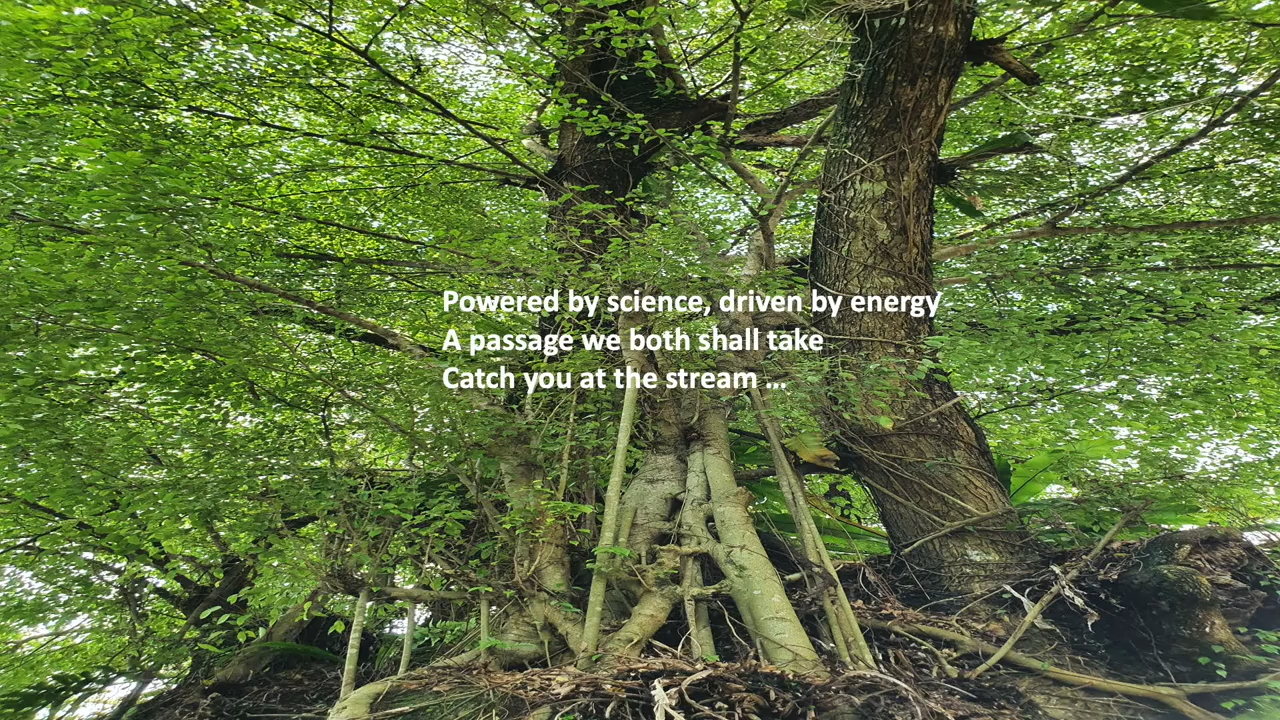 Powered by science, driven by energy
A passage we both shall take
Catch you at the stream ...